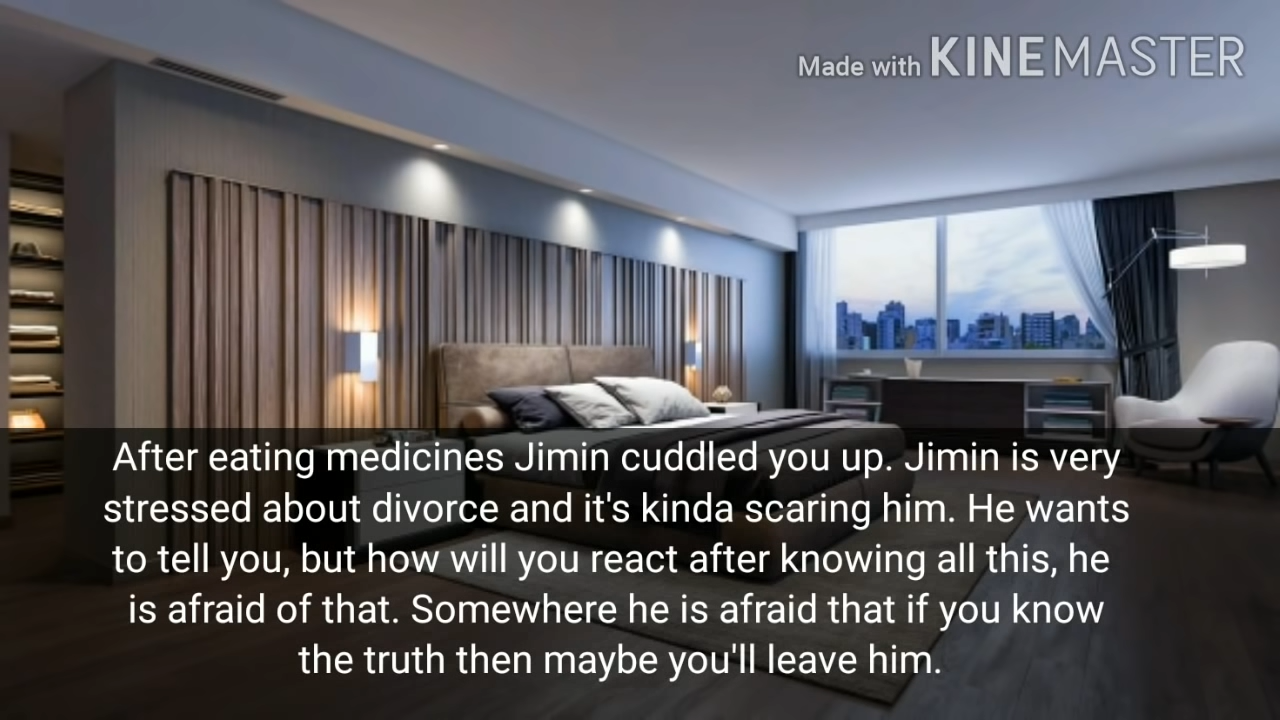 Made with KINEMASTER
After eating medicines Jimin cuddled you up. Jimin is very
stressed about divorce and it's kinda scaring him. He wants
to tell you, but how will you react after knowing all this, he
is afraid of that. Somewhere he is afraid that if you know
the truth then maybe you'll leave him.